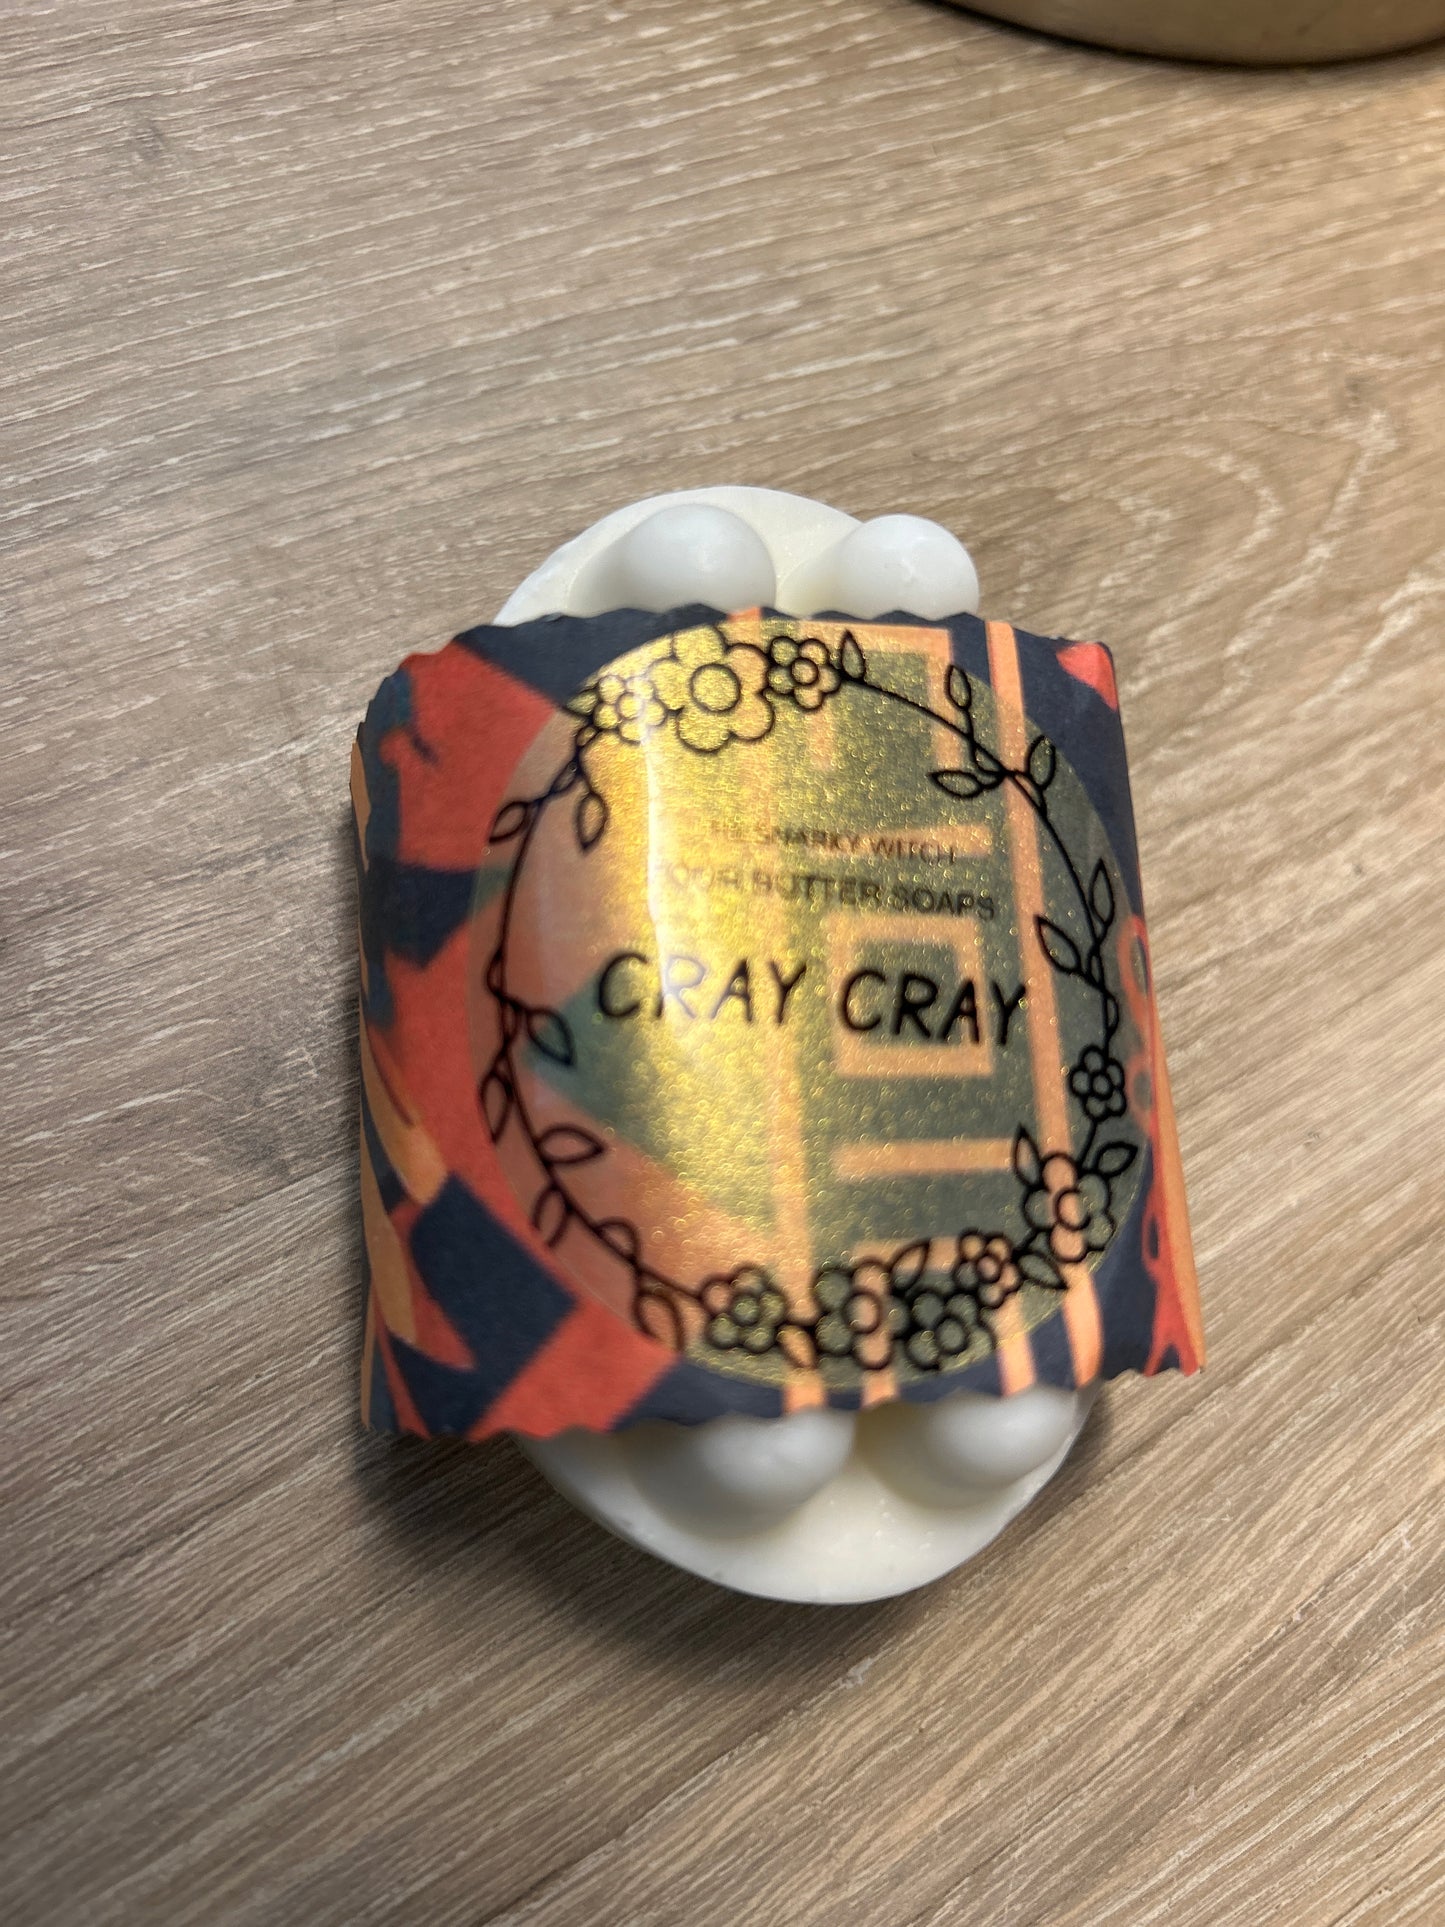 THE SNARKY WITCH
FOUR BUTTER SOAPS
CRAY CRAY